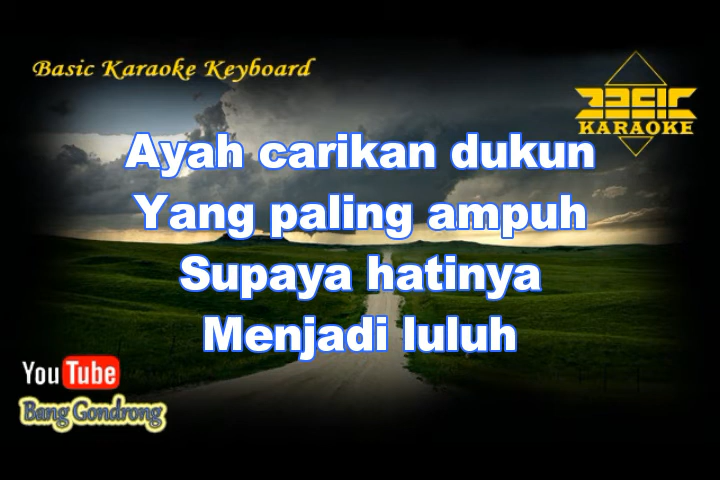 Basic Karaoke Keyboard
BASIC
KARAOKE
Ayah carikan dukun
Yang paling ampuh
Supaya hatinya
Menjadi luluh
YouTube
Bang Gondrong